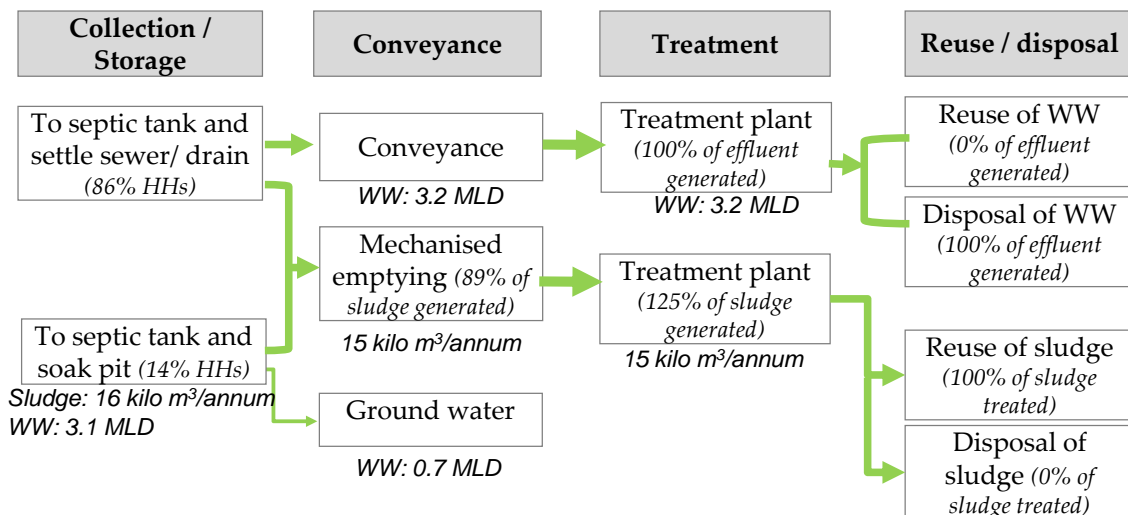 Collection /
Storage
Conveyance
Treatment
Reuse / disposal
To septic tank and
settle sewer/ drain
(86% HHs)
To septic tank and
soak pit (14% HHs)
Sludge: 16 kilo m³/annum
WW: 3.1 MLD
Conveyance
WW: 3.2 MLD
Mechanised
emptying (89% of
sludge generated)
15 kilo m³/annum
Ground water
WW: 0.7 MLD
Treatment plant
(100% of effluent
generated)
WW: 3.2 MLD
Treatment plant
(125% of sludge
generated)
15 kilo m³/annum
Reuse of WW
(0% of effluent
generated)
Disposal of WW
(100% of effluent
generated)
Reuse of sludge
(100% of sludge
treated)
Disposal of
sludge (0% of
sludge treated)